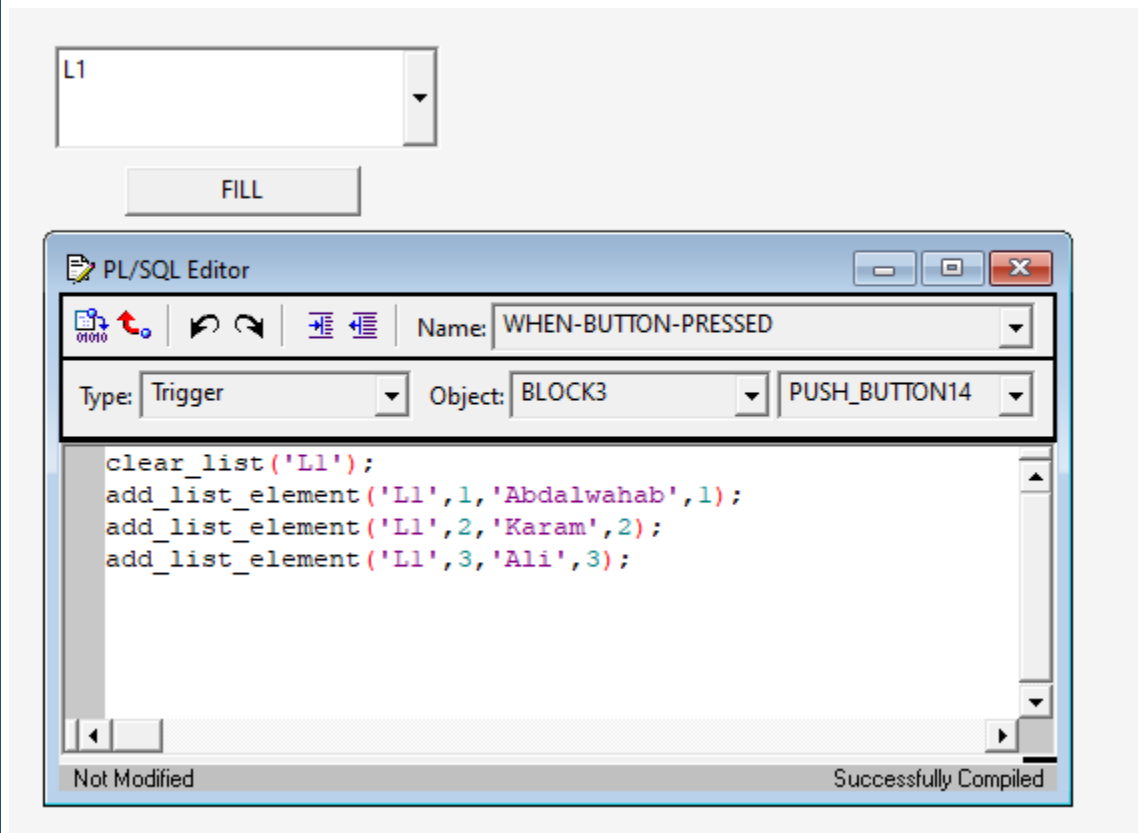 L1
FILL
PL/SQL Editor
Name: WHEN-BUTTON-PRESSED
Type: Trigger Object: BLOCK3 PUSH_BUTTON14
clear_list('L1');
add_list_element('L1',1,'Abdalwahab',1);
add_list_element('L1',2,'Karam',2);
add_list_element('L1',3,'Ali',3);
Not Modified Successfully Compiled